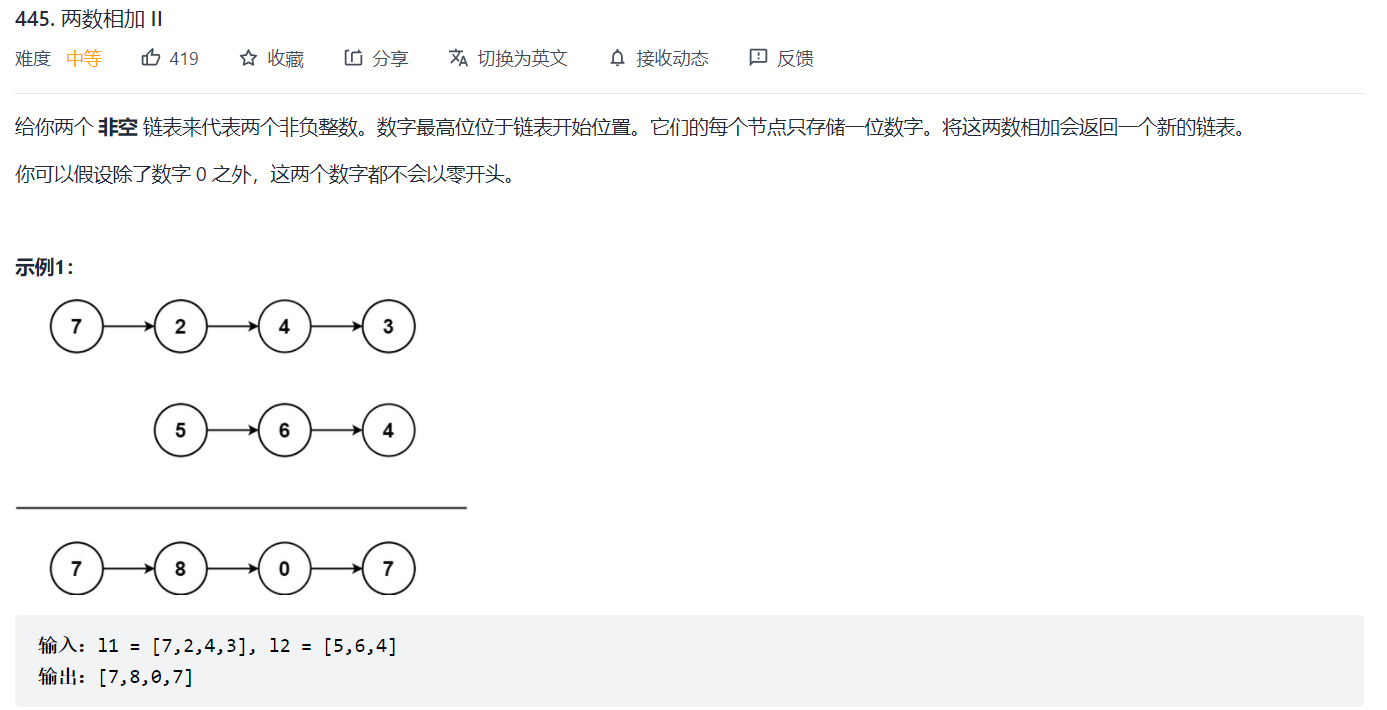 445. 两数相加 II
难度 中等 419 收藏 分享 切换为英文 接收动态 反馈
给你两个 非空 链表来代表两个非负整数。数字最高位位于链表开始位置。它们的每个节点只存储一位数字。将这两数相加会返回一个新的链表。
你可以假设除了数字 0 之外，这两个数字都不会以零开头。
示例1：
7 2 4 3
5 6 4
7 8 0 7
输入：l1 = [7,2,4,3], l2 = [5,6,4]
输出：[7,8,0,7]